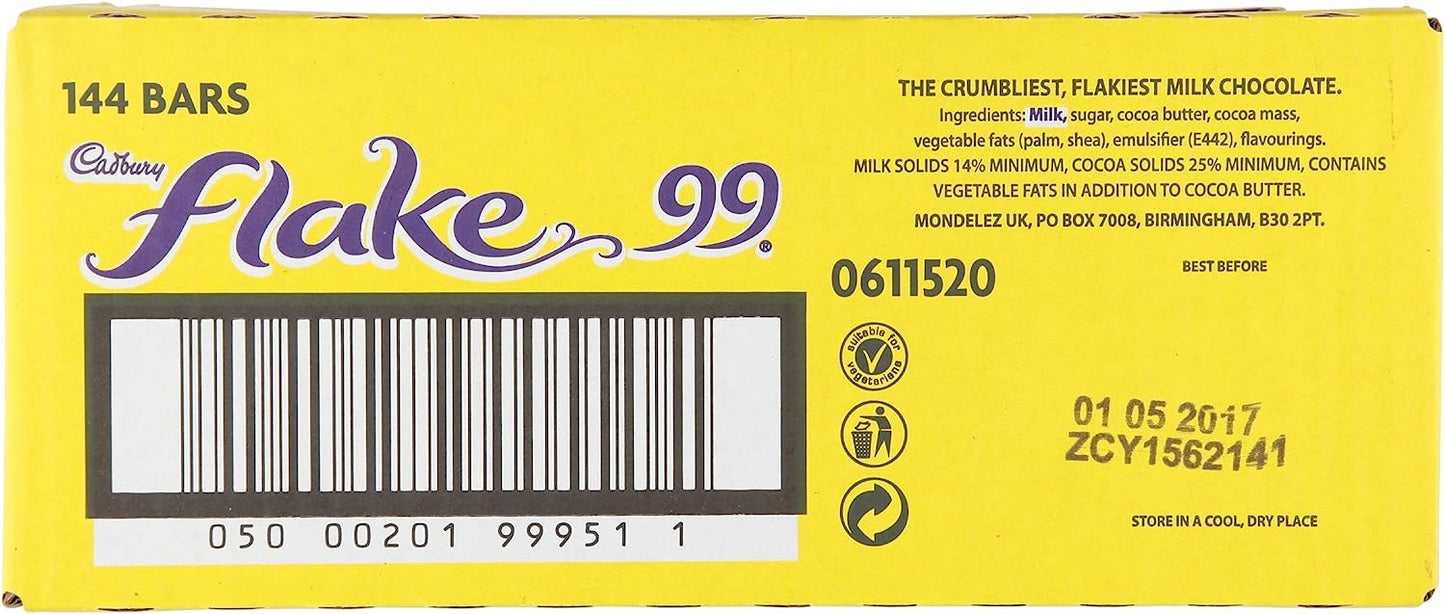 144 BARS
Cadbury
Flake 99®
050 00201 99951 1
THE CRUMBLIEST, FLAKIEST MILK CHOCOLATE.
Ingredients: Milk, sugar, cocoa butter, cocoa mass,
vegetable fats (palm, shea), emulsifier (E442), flavourings.
MILK SOLIDS 14% MINIMUM, COCOA SOLIDS 25% MINIMUM, CONTAINS
VEGETABLE FATS IN ADDITION TO COCOA BUTTER.
MONDELEZ UK, PO BOX 7008, BIRMINGHAM, B30 2PT.
0611520
BEST BEFORE
suitable for
vegetarians
01 05 2017
ZCY1562141
STORE IN A COOL, DRY PLACE